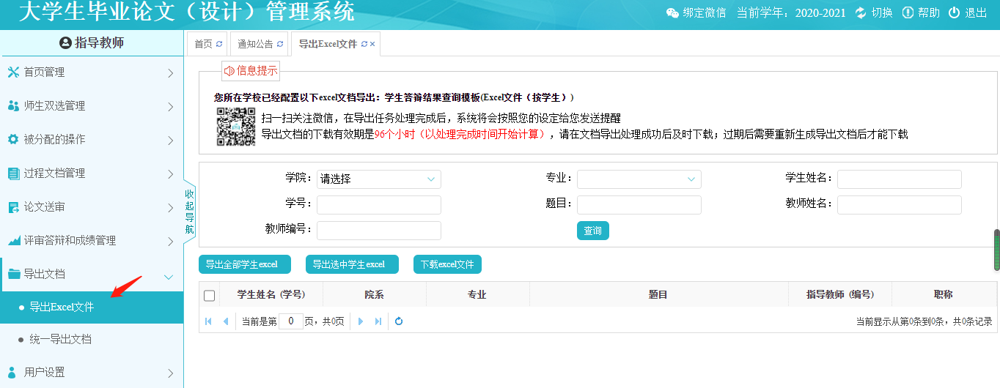 大学生毕业论文（设计）管理系统
绑定微信 当前学年：2020-2021 切换 帮助 退出
指导教师
首页 通知公告 导出Excel文件
首页管理
师生双选管理
被分配的操作
过程文档管理
论文送审
评审答辩和成绩管理
导出文档
导出Excel文件
统一导出文档
用户设置
收起导航
信息提示
您所在学校已经配置以下excel文档导出：学生答辩结果查询模板(Excel文件（按学生）)
扫一扫关注微信，在导出任务处理完成后，系统将会按照您的设定给您发送提醒
导出文档的下载有效期是96个小时（以处理完成时间开始计算），请在文档导出处理成功后及时下载；过期后需要重新生成导出文档后才能下载
学院： 请选择 专业： 学生姓名：
学号： 题目： 教师姓名：
教师编号： 查询
导出全部学生excel 导出选中学生excel 下载excel文件
学生姓名（学号） 院系 专业 题目 指导教师（编号） 职称
当前是第 0 页，共0页 当前显示从第0条到0条，共0条记录